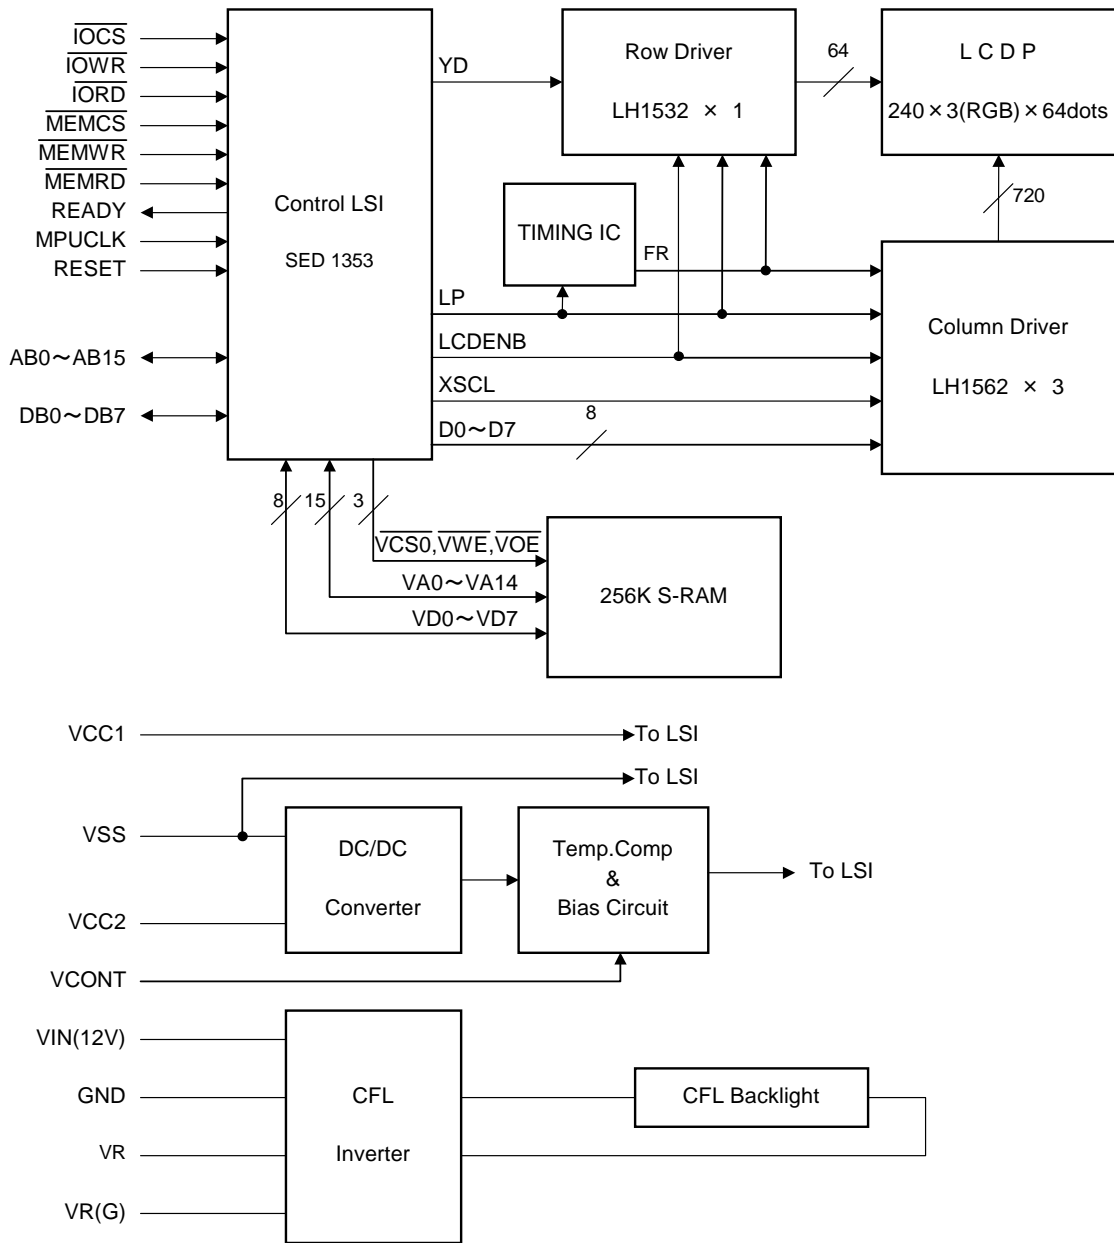 IOCS
IOWR
IORD
MEMCS
MEMWR
MEMRD
READY
MPUCLK
RESET
AB0～AB15
DB0～DB7
Control LSI
SED 1353
YD
Row Driver
LH1532 × 1
64
L C D P
240×3(RGB)×64dots
720
TIMING IC
FR
LP
LCDENB
XSCL
D0～D7
8
Column Driver
LH1562 × 3
8
15
3
VCS0,VWE,VOE
VA0～VA14
VD0～VD7
256K S-RAM
VCC1
To LSI
To LSI
VSS
DC/DC
Converter
VCC2
Temp.Comp
&
Bias Circuit
To LSI
VCONT
VIN(12V)
GND
VR
VR(G)
CFL
Inverter
CFL Backlight